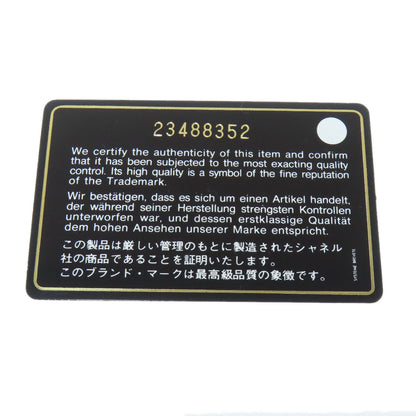 23488352
We certify the authenticity of this item and confirm
that it has been subjected to the most exacting quality
control. Its high quality is a symbol of the fine reputation
of the Trademark.
Wir bestätigen, dass es sich um einen Artikel handelt,
der während seiner Herstellung strengsten Kontrollen
unterworfen war, und dessen erstklassige Qualität
dem hohen Ansehen unserer Marke entspricht.
この製品は厳しい管理のもとに製造されたシャネル
社の商品であることを証明いたします。
このブランド・マークは最高級品質の象徴です。